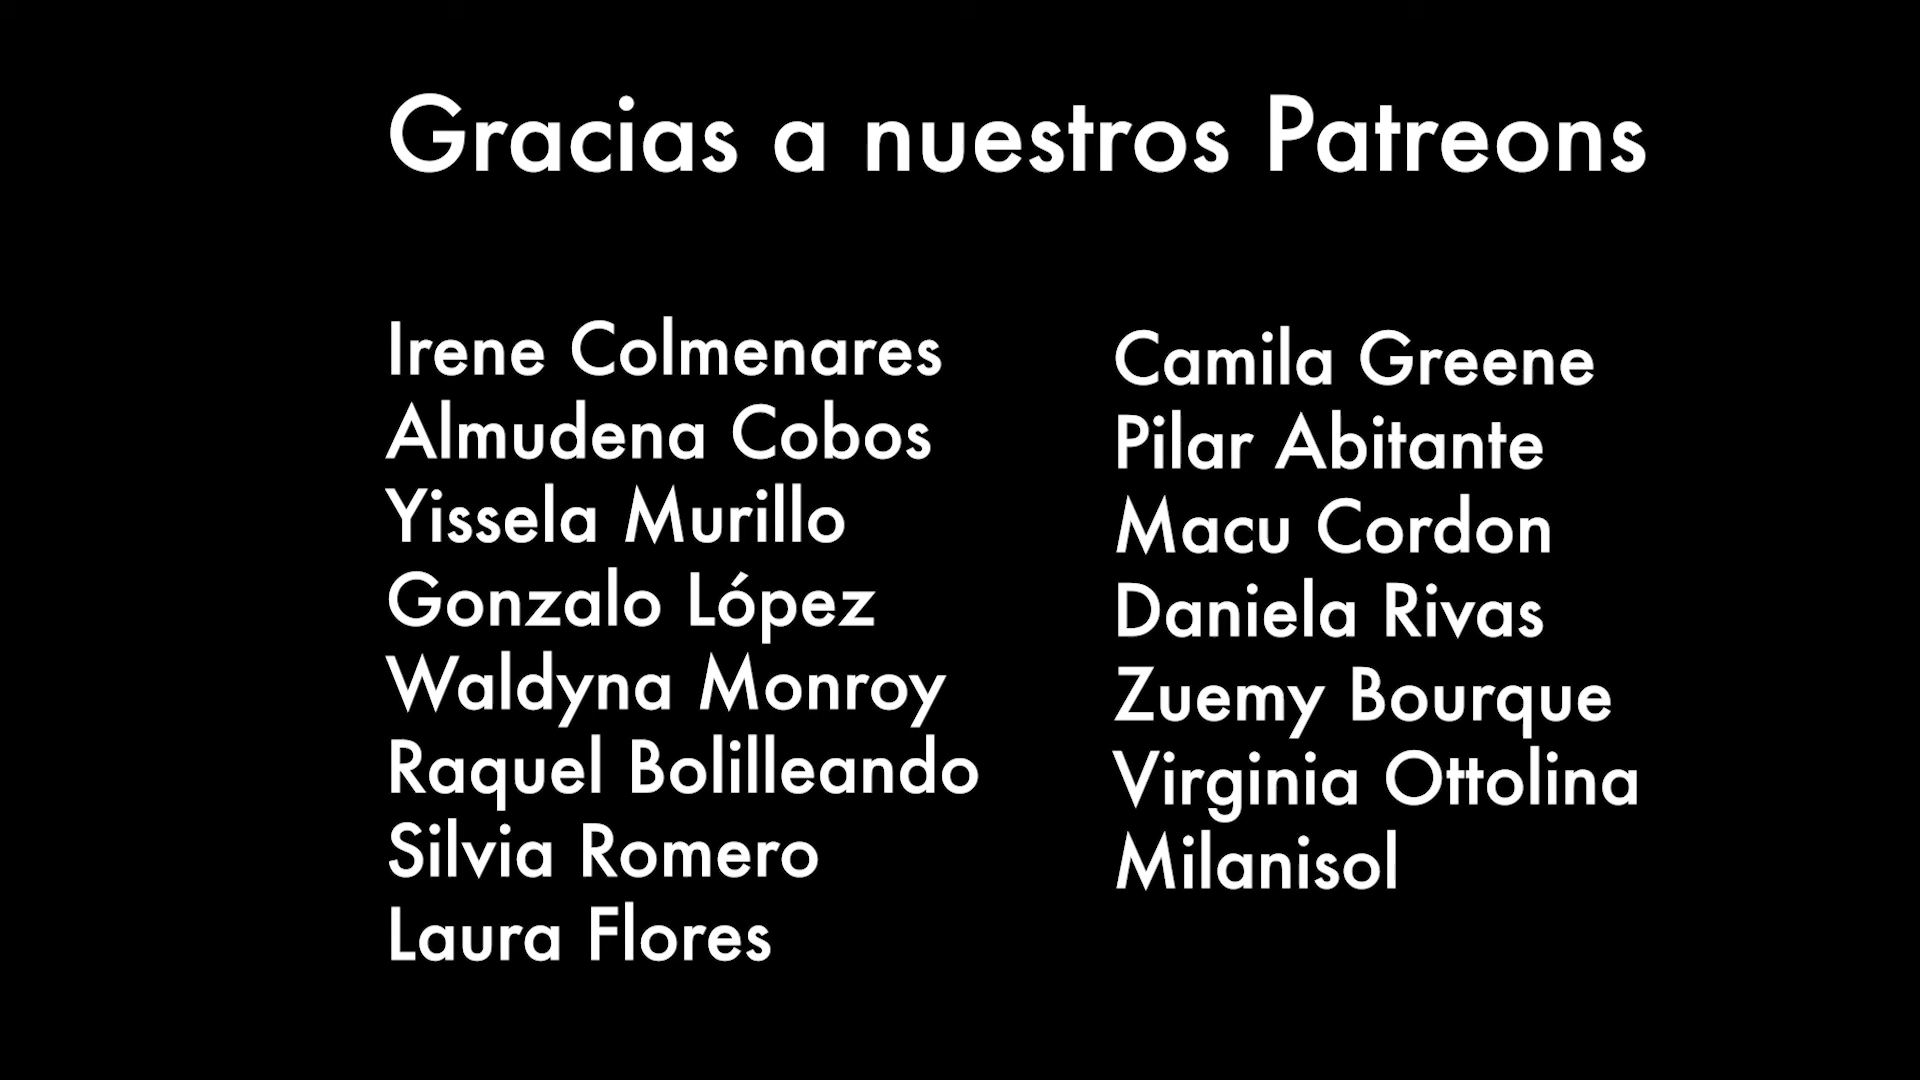 Gracias a nuestros Patreons
Irene Colmenares
Almudena Cobos
Yissela Murillo
Gonzalo López
Waldyna Monroy
Raquel Bolilleando
Silvia Romero
Laura Flores
Camila Greene
Pilar Abitante
Macu Cordon
Daniela Rivas
Zuemy Bourque
Virginia Ottolina
Milanisol